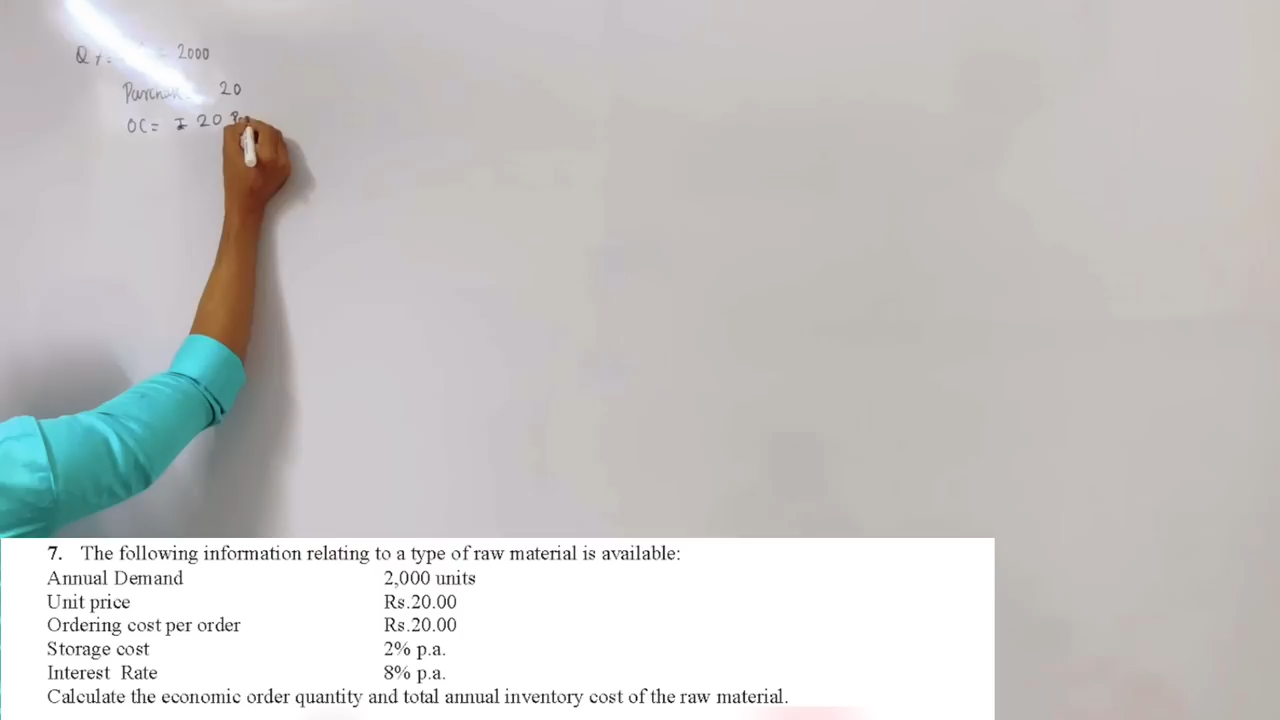 Q = 2000
20
OC = 20
7. The following information relating to a type of raw material is available:
Annual Demand 2,000 units
Unit price Rs.20.00
Ordering cost per order Rs.20.00
Storage cost 2% p.a.
Interest Rate 8% p.a.
Calculate the economic order quantity and total annual inventory cost of the raw material.